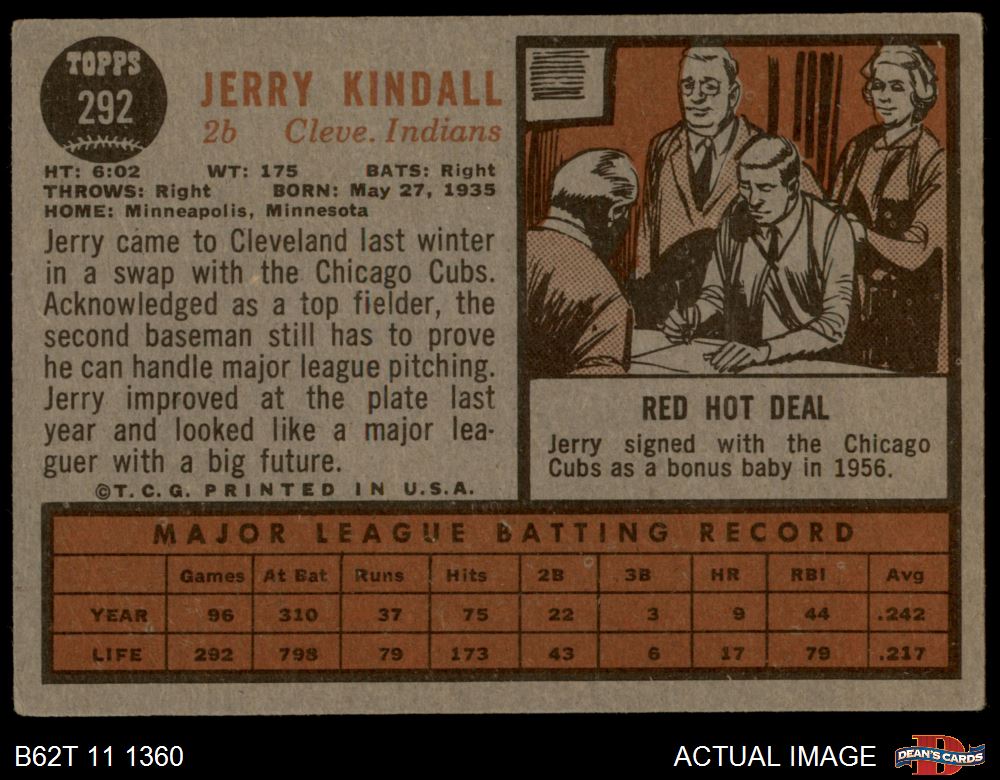 TOPPS
292
JERRY KINDALL
2b Cleve. Indians
HT: 6:02 WT: 175 BATS: Right
THROWS: Right BORN: May 27, 1935
HOME: Minneapolis, Minnesota
Jerry came to Cleveland last winter
in a swap with the Chicago Cubs.
Acknowledged as a top fielder, the
second baseman still has to prove
he can handle major league pitching.
Jerry improved at the plate last
year and looked like a major lea-
guer with a big future.
©T.C.G. PRINTED IN U.S.A.
RED HOT DEAL
Jerry signed with the Chicago
Cubs as a bonus baby in 1956.
MAJOR LEAGUE BATTING RECORD
Games At Bat Runs Hits 2B 3B HR RBI Avg
YEAR 96 310 37 75 22 3 9 44 .242
LIFE 292 798 79 173 43 6 17 79 .217
B62T 11 1360
ACTUAL IMAGE
DEAN'S CARDS